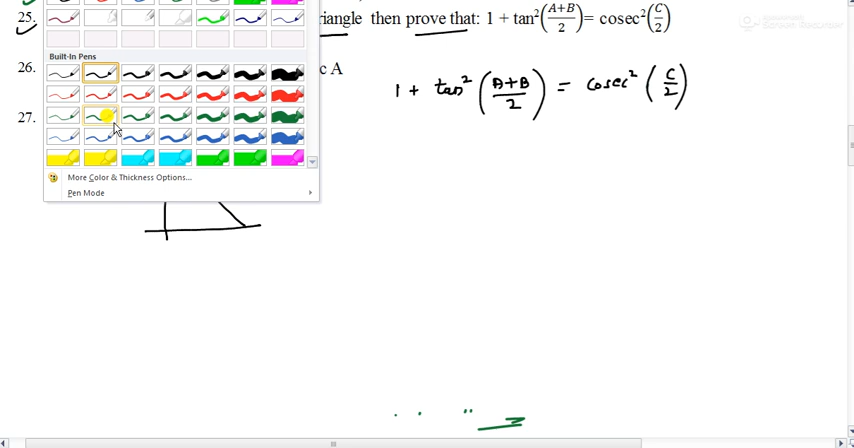 25. riangle then prove that: 1 + tan²((A+B)/2) = cosec²(C/2)
Built-In Pens
26. c A
1 + tan² ((A+B)/2) = cosec² (C/2)
27.
More Color & Thickness Options...
Pen Mode